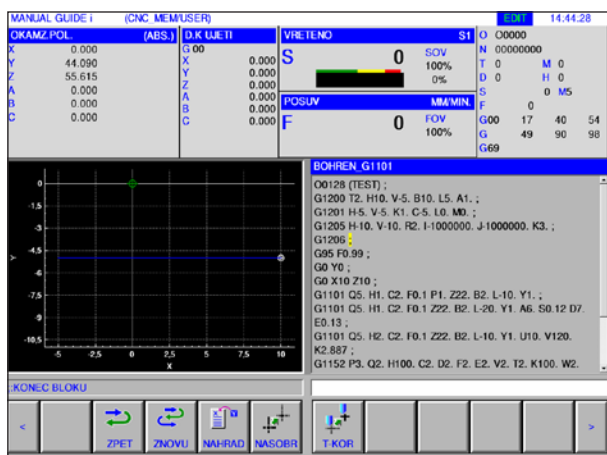 MANUAL GUIDE i (CNC_MEM/USER) EDIT 14:44:28
OKAMZ.POL. (ABS.) D.K UJETI VRETENO S1 O O0000
X 0.000 G 00 N 00000000
Y 44.090 X 0.000 S 0 SOV 100% T 0 M 0
Z 55.615 Y 0.000 0% D 0 H 0
A 0.000 Z 0.000 S 0 M5
B 0.000 A 0.000 POSUV MM/MIN. F 0
C 0.000 B 0.000 F 0 FOV 100% G00 17 40 54
C 0.000 G 49 90 98
G69
BOHREN_G1101
O0128 (TEST) ;
G1200 T2. H10. V-5. B10. L5. A1. ;
G1201 H-5. V-5. K1. C-5. L0. M0. ;
G1205 H-10. V-10. R2. I-1000000. J-1000000. K3. ;
G1206 ;
G95 F0.99 ;
G0 Y0 ;
G0 X10 Z10 ;
G1101 Q5. H1. C2. F0.1 P1. Z22. B2. L-10. Y1. ;
G1101 Q5. H1. C2. F0.1 Z22. B2. L-20. Y1. A6. S0.12 D7.
E0.13 ;
G1101 Q5. H2. C2. F0.1 Z22. B2. L-10. Y1. U10. V120.
K2.887 ;
G1152 P3. Q2. H100. C2. D2. F2. E2. V2. T2. K100. W2.
0
-1,5
-3
-4,5
-6
-7,5
-9
-10,5
Y
-5 -2,5 0 2,5 5 7,5 10
X
;:KONEC BLOKU
< ZPET ZNOVU NAHRAD NASOBR T-KOR >